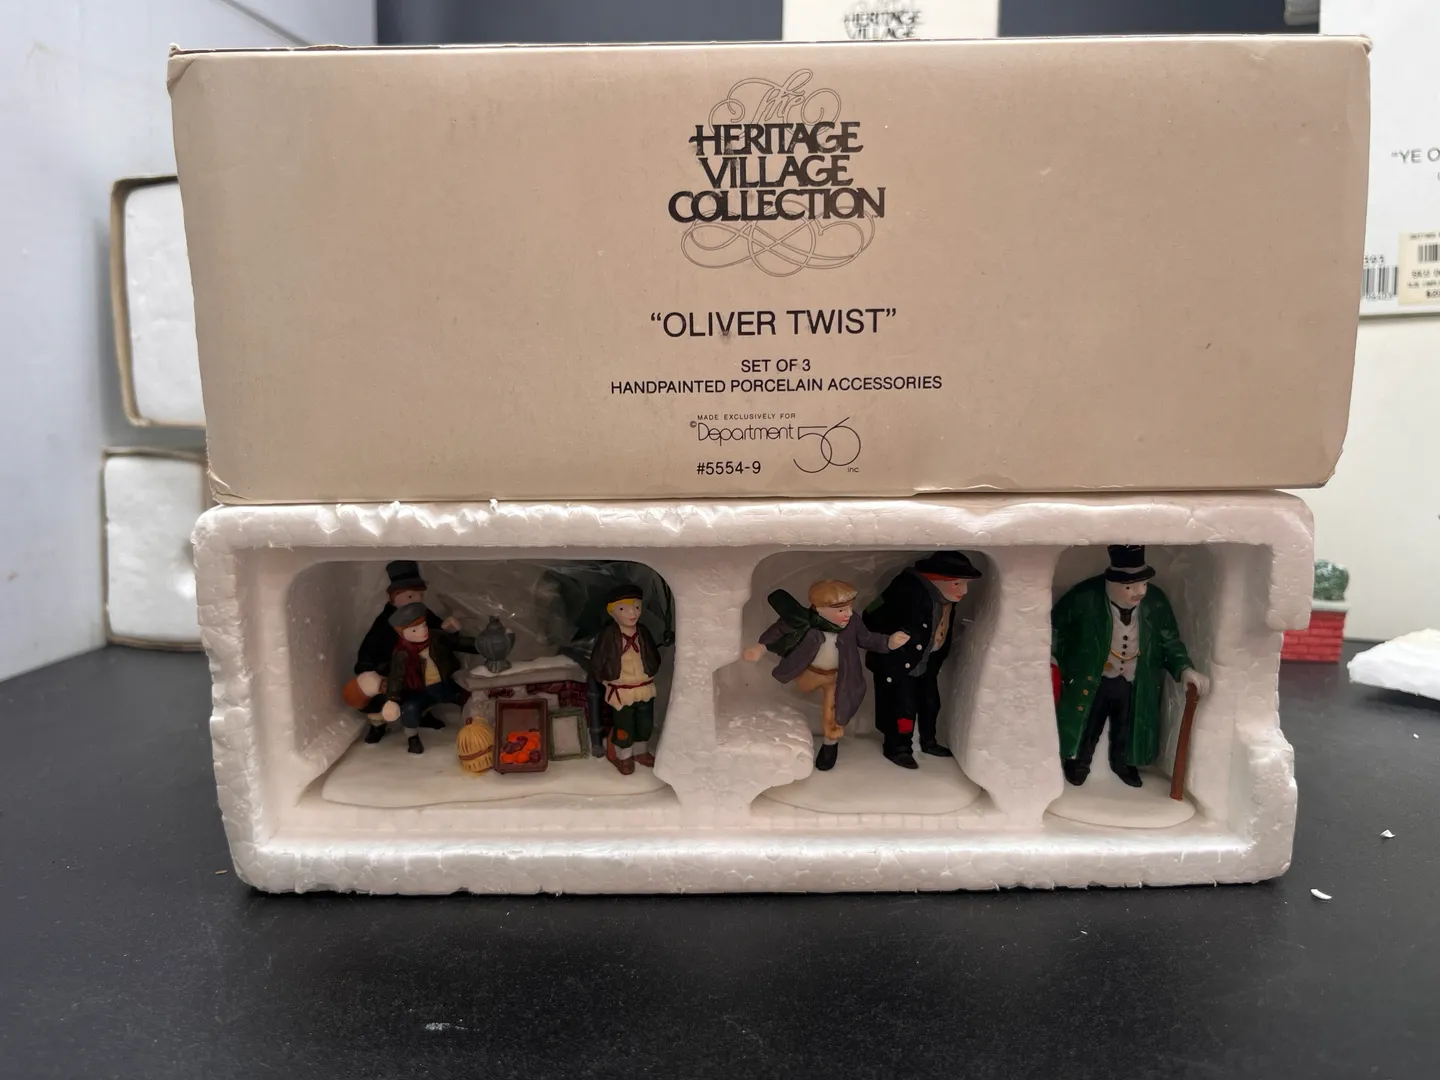 HERITAGE
VILLAGE
The
HERITAGE
VILLAGE
COLLECTION
"YE O
“OLIVER TWIST”
SET OF 3
HANDPAINTED PORCELAIN ACCESSORIES
MADE EXCLUSIVELY FOR
©Department 56
inc
#5554-9